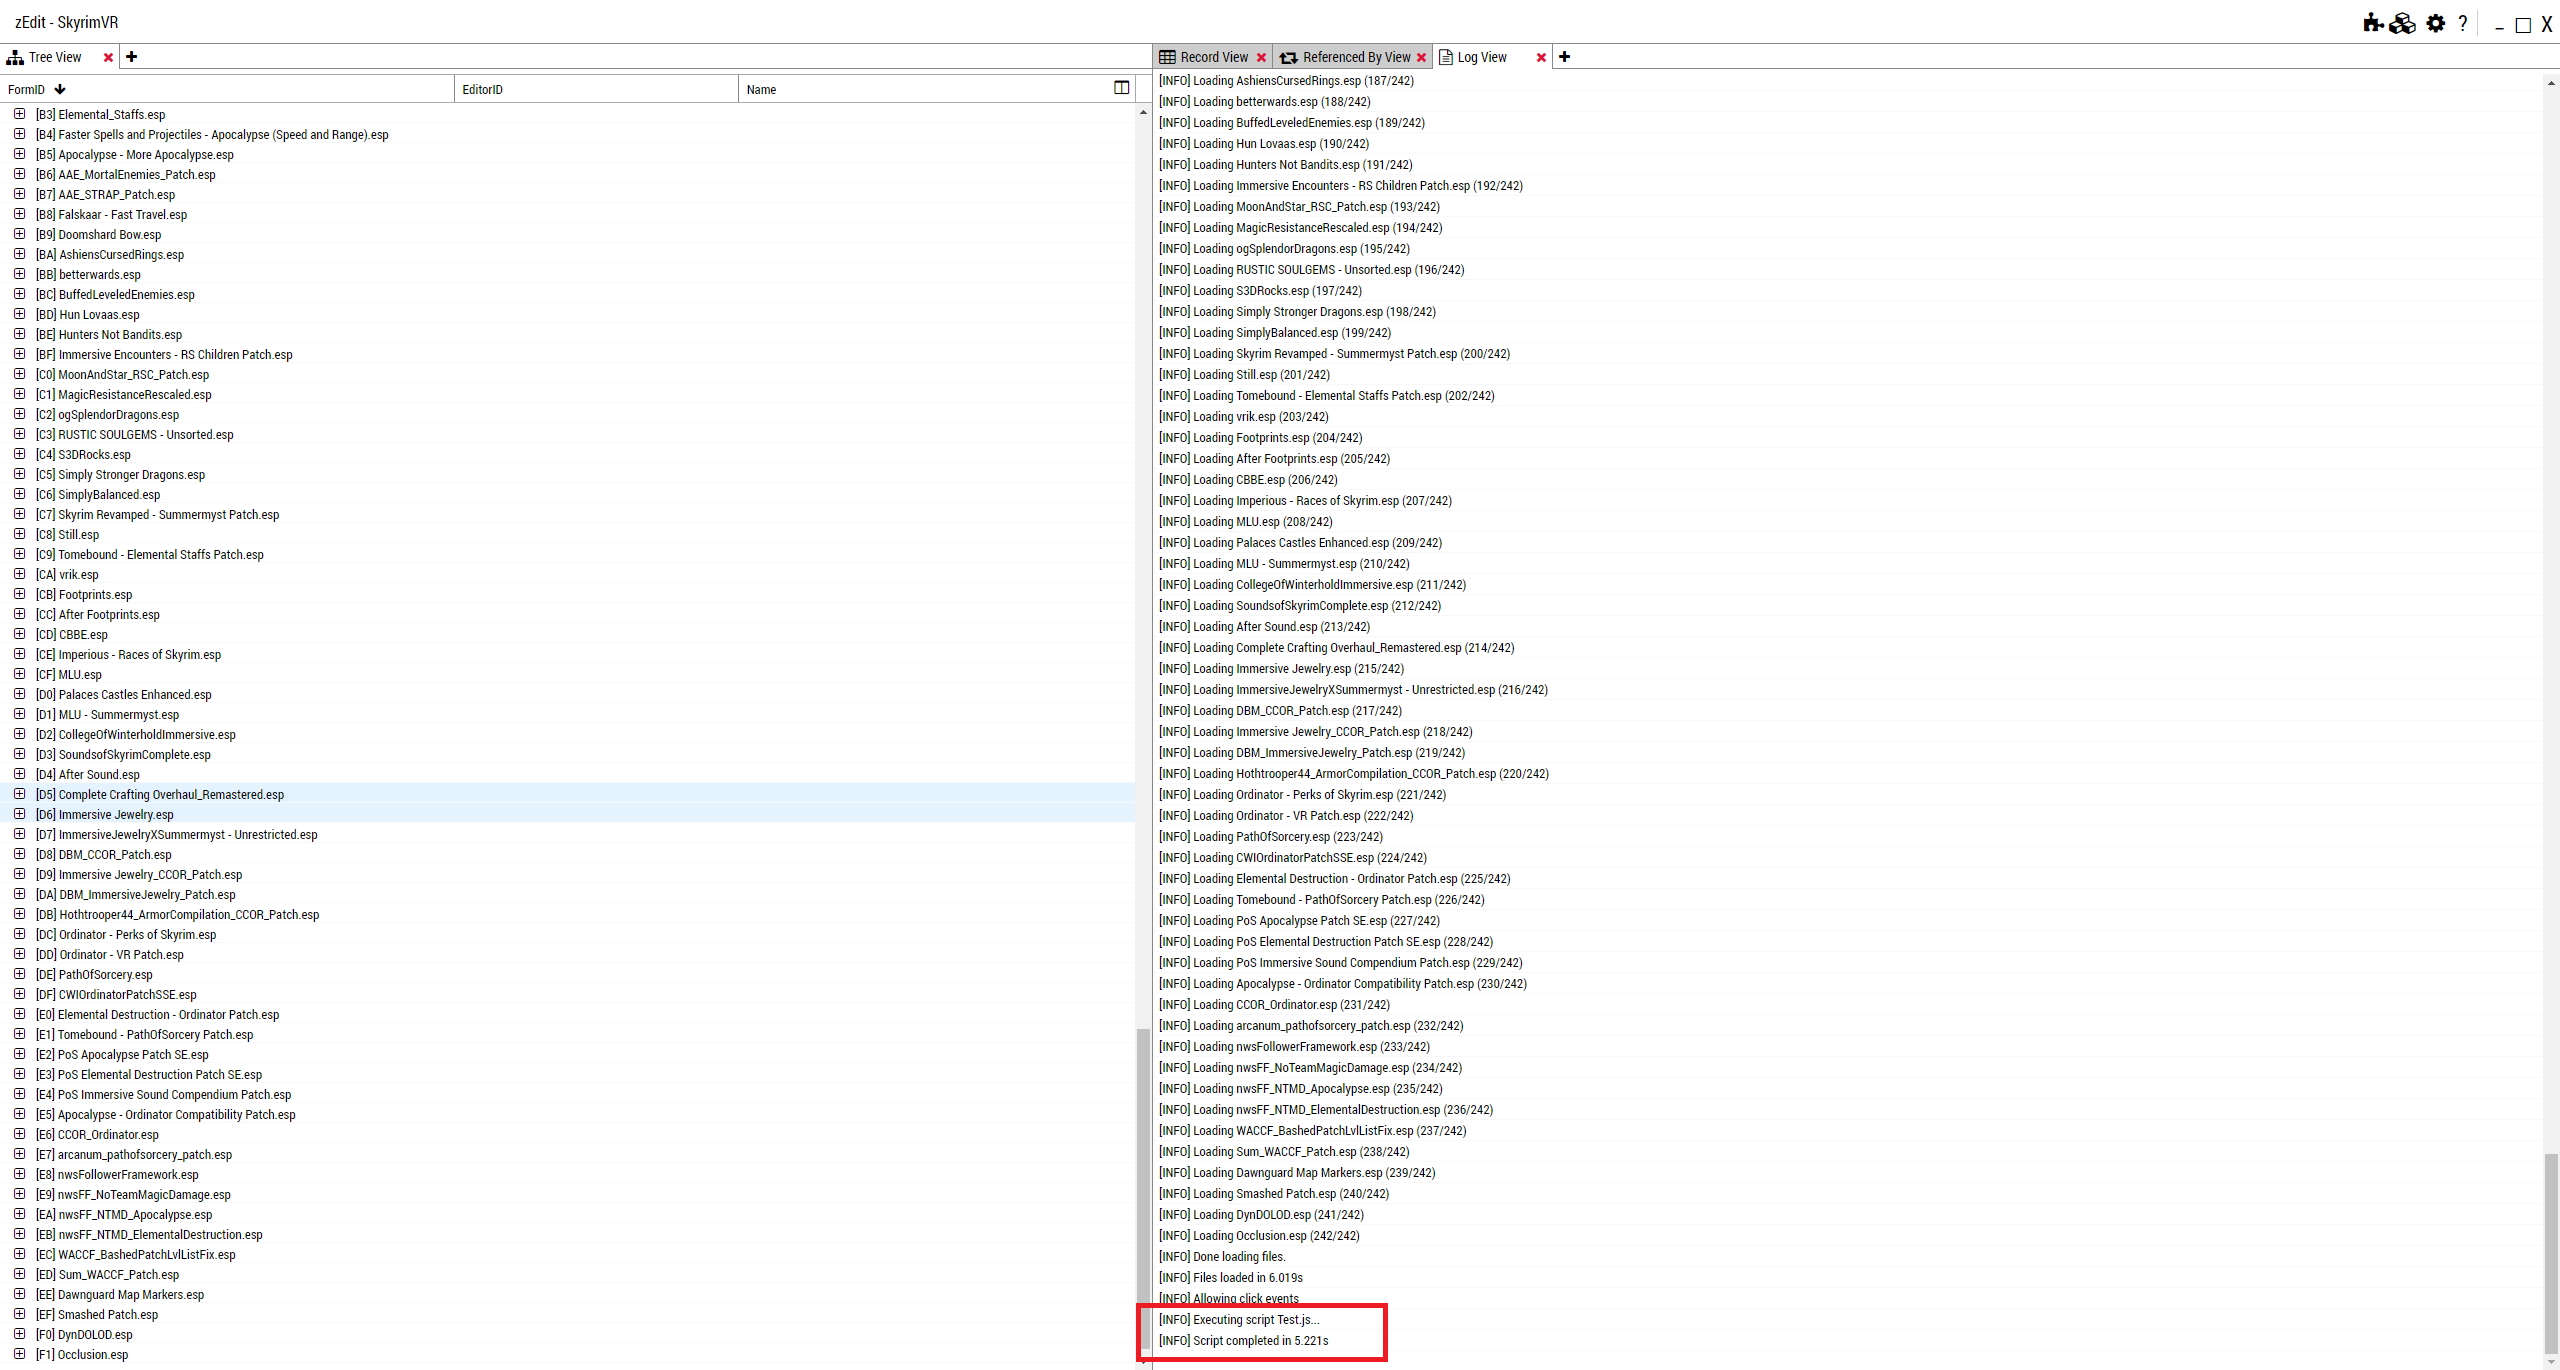 zEdit - SkyrimVR
?
_
X
Tree View
FormID
EditorID
Name
[B3] Elemental_Staffs.esp
[B4] Faster Spells and Projectiles - Apocalypse (Speed and Range).esp
[B5] Apocalypse - More Apocalypse.esp
[B6] AAE_MortalEnemies_Patch.esp
[B7] AAE_STRAP_Patch.esp
[B8] Falskaar - Fast Travel.esp
[B9] Doomshard Bow.esp
[BA] AshiensCursedRings.esp
[BB] betterwards.esp
[BC] BuffedLeveledEnemies.esp
[BD] Hun Lovaas.esp
[BE] Hunters Not Bandits.esp
[BF] Immersive Encounters - RS Children Patch.esp
[C0] MoonAndStar_RSC_Patch.esp
[C1] MagicResistanceRescaled.esp
[C2] ogSplendorDragons.esp
[C3] RUSTIC SOULGEMS - Unsorted.esp
[C4] S3DRocks.esp
[C5] Simply Stronger Dragons.esp
[C6] SimplyBalanced.esp
[C7] Skyrim Revamped - Summermyst Patch.esp
[C8] Still.esp
[C9] Tomebound - Elemental Staffs Patch.esp
[CA] vrik.esp
[CB] Footprints.esp
[CC] After Footprints.esp
[CD] CBBE.esp
[CE] Imperious - Races of Skyrim.esp
[CF] MLU.esp
[D0] Palaces Castles Enhanced.esp
[D1] MLU - Summermyst.esp
[D2] CollegeOfWinterholdImmersive.esp
[D3] SoundsofSkyrimComplete.esp
[D4] After Sound.esp
[D5] Complete Crafting Overhaul_Remastered.esp
[D6] Immersive Jewelry.esp
[D7] ImmersiveJewelryXSummermyst - Unrestricted.esp
[D8] DBM_CCOR_Patch.esp
[D9] Immersive Jewelry_CCOR_Patch.esp
[DA] DBM_ImmersiveJewelry_Patch.esp
[DB] Hothtrooper44_ArmorCompilation_CCOR_Patch.esp
[DC] Ordinator - Perks of Skyrim.esp
[DD] Ordinator - VR Patch.esp
[DE] PathOfSorcery.esp
[DF] CWIOrdinatorPatchSSE.esp
[E0] Elemental Destruction - Ordinator Patch.esp
[E1] Tomebound - PathOfSorcery Patch.esp
[E2] PoS Apocalypse Patch SE.esp
[E3] PoS Elemental Destruction Patch SE.esp
[E4] PoS Immersive Sound Compendium Patch.esp
[E5] Apocalypse - Ordinator Compatibility Patch.esp
[E6] CCOR_Ordinator.esp
[E7] arcanum_pathofsorcery_patch.esp
[E8] nwsFollowerFramework.esp
[E9] nwsFF_NoTeamMagicDamage.esp
[EA] nwsFF_NTMD_Apocalypse.esp
[EB] nwsFF_NTMD_ElementalDestruction.esp
[EC] WACCF_BashedPatchLvlListFix.esp
[ED] Sum_WACCF_Patch.esp
[EE] Dawnguard Map Markers.esp
[EF] Smashed Patch.esp
[F0] DynDOLOD.esp
[F1] Occlusion.esp
Record View
Referenced By View
Log View
[INFO] Loading AshiensCursedRings.esp (187/242)
[INFO] Loading betterwards.esp (188/242)
[INFO] Loading BuffedLeveledEnemies.esp (189/242)
[INFO] Loading Hun Lovaas.esp (190/242)
[INFO] Loading Hunters Not Bandits.esp (191/242)
[INFO] Loading Immersive Encounters - RS Children Patch.esp (192/242)
[INFO] Loading MoonAndStar_RSC_Patch.esp (193/242)
[INFO] Loading MagicResistanceRescaled.esp (194/242)
[INFO] Loading ogSplendorDragons.esp (195/242)
[INFO] Loading RUSTIC SOULGEMS - Unsorted.esp (196/242)
[INFO] Loading S3DRocks.esp (197/242)
[INFO] Loading Simply Stronger Dragons.esp (198/242)
[INFO] Loading SimplyBalanced.esp (199/242)
[INFO] Loading Skyrim Revamped - Summermyst Patch.esp (200/242)
[INFO] Loading Still.esp (201/242)
[INFO] Loading Tomebound - Elemental Staffs Patch.esp (202/242)
[INFO] Loading vrik.esp (203/242)
[INFO] Loading Footprints.esp (204/242)
[INFO] Loading After Footprints.esp (205/242)
[INFO] Loading CBBE.esp (206/242)
[INFO] Loading Imperious - Races of Skyrim.esp (207/242)
[INFO] Loading MLU.esp (208/242)
[INFO] Loading Palaces Castles Enhanced.esp (209/242)
[INFO] Loading MLU - Summermyst.esp (210/242)
[INFO] Loading CollegeOfWinterholdImmersive.esp (211/242)
[INFO] Loading SoundsofSkyrimComplete.esp (212/242)
[INFO] Loading After Sound.esp (213/242)
[INFO] Loading Complete Crafting Overhaul_Remastered.esp (214/242)
[INFO] Loading Immersive Jewelry.esp (215/242)
[INFO] Loading ImmersiveJewelryXSummermyst - Unrestricted.esp (216/242)
[INFO] Loading DBM_CCOR_Patch.esp (217/242)
[INFO] Loading Immersive Jewelry_CCOR_Patch.esp (218/242)
[INFO] Loading DBM_ImmersiveJewelry_Patch.esp (219/242)
[INFO] Loading Hothtrooper44_ArmorCompilation_CCOR_Patch.esp (220/242)
[INFO] Loading Ordinator - Perks of Skyrim.esp (221/242)
[INFO] Loading Ordinator - VR Patch.esp (222/242)
[INFO] Loading PathOfSorcery.esp (223/242)
[INFO] Loading CWIOrdinatorPatchSSE.esp (224/242)
[INFO] Loading Elemental Destruction - Ordinator Patch.esp (225/242)
[INFO] Loading Tomebound - PathOfSorcery Patch.esp (226/242)
[INFO] Loading PoS Apocalypse Patch SE.esp (227/242)
[INFO] Loading PoS Elemental Destruction Patch SE.esp (228/242)
[INFO] Loading PoS Immersive Sound Compendium Patch.esp (229/242)
[INFO] Loading Apocalypse - Ordinator Compatibility Patch.esp (230/242)
[INFO] Loading CCOR_Ordinator.esp (231/242)
[INFO] Loading arcanum_pathofsorcery_patch.esp (232/242)
[INFO] Loading nwsFollowerFramework.esp (233/242)
[INFO] Loading nwsFF_NoTeamMagicDamage.esp (234/242)
[INFO] Loading nwsFF_NTMD_Apocalypse.esp (235/242)
[INFO] Loading nwsFF_NTMD_ElementalDestruction.esp (236/242)
[INFO] Loading WACCF_BashedPatchLvlListFix.esp (237/242)
[INFO] Loading Sum_WACCF_Patch.esp (238/242)
[INFO] Loading Dawnguard Map Markers.esp (239/242)
[INFO] Loading Smashed Patch.esp (240/242)
[INFO] Loading DynDOLOD.esp (241/242)
[INFO] Loading Occlusion.esp (242/242)
[INFO] Done loading files.
[INFO] Files loaded in 6.019s
[INFO] Allowing click events
[INFO] Executing script Test.js...
[INFO] Script completed in 5.221s